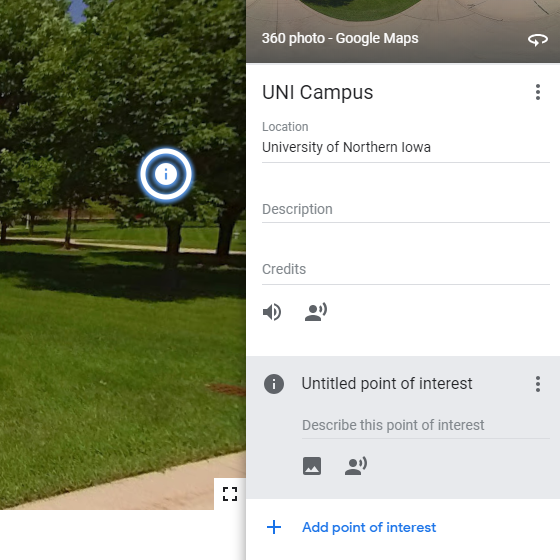 360 photo - Google Maps
UNI Campus
Location
University of Northern Iowa
Description
Credits
Untitled point of interest
Describe this point of interest
Add point of interest